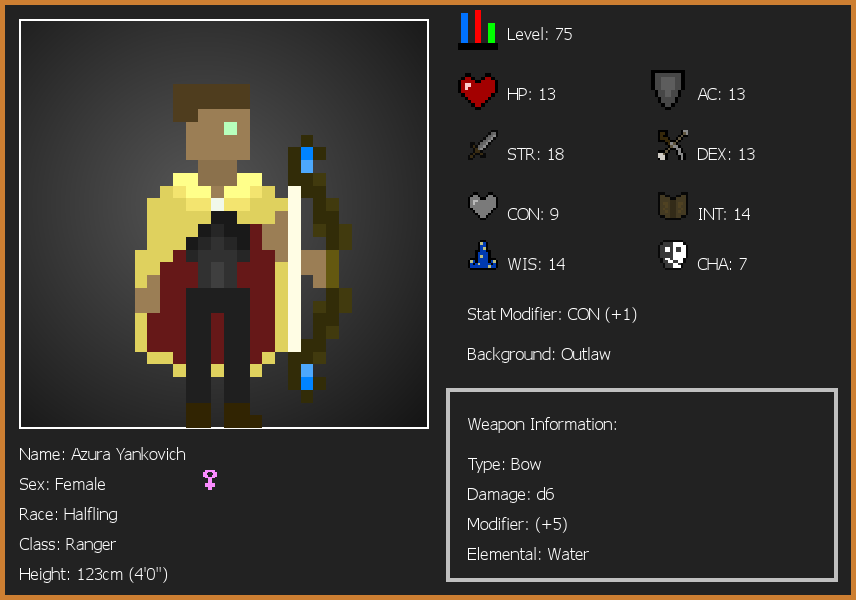 Level: 75
HP: 13
AC: 13
STR: 18
DEX: 13
CON: 9
INT: 14
WIS: 14
CHA: 7
Stat Modifier: CON (+1)
Background: Outlaw
Weapon Information:
Type: Bow
Damage: d6
Modifier: (+5)
Elemental: Water
Name: Azura Yankovich
Sex: Female
Race: Halfling
Class: Ranger
Height: 123cm (4'0")